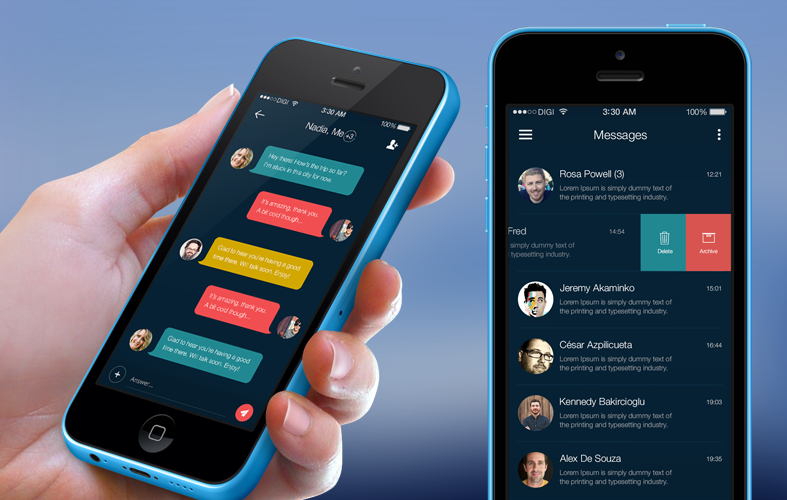 DIGI
3:30 AM
100%
Nadia, Me +3
Hey there! How's the trip so far?
I'm stuck in this city for now.
It's amazing, thank you.
A bit cold though...
Glad to hear you're having a good
time there. Wi' talk soon. Enjoy!
It's amazing, thank you.
A bit cold though...
Glad to hear you're having a good
time there. Wi' talk soon. Enjoy!
Answer...
DIGI
3:30 AM
100%
Messages
Rosa Powell (3)
12:21
Lorem Ipsum is simply dummy text of
the printing and typesetting industry.
Fred
14:54
simply dummy text of
typesetting industry.
Delete
Archive
Jeremy Akaminko
15:01
Lorem Ipsum is simply dummy text of
the printing and typesetting industry.
César Azpilicueta
16:44
Lorem Ipsum is simply dummy text of
the printing and typesetting industry.
Kennedy Bakircioglu
19:03
Lorem Ipsum is simply dummy text of
the printing and typesetting industry.
Alex De Souza
19:35
Lorem Ipsum is simply dummy text of
the printing and typesetting industry.